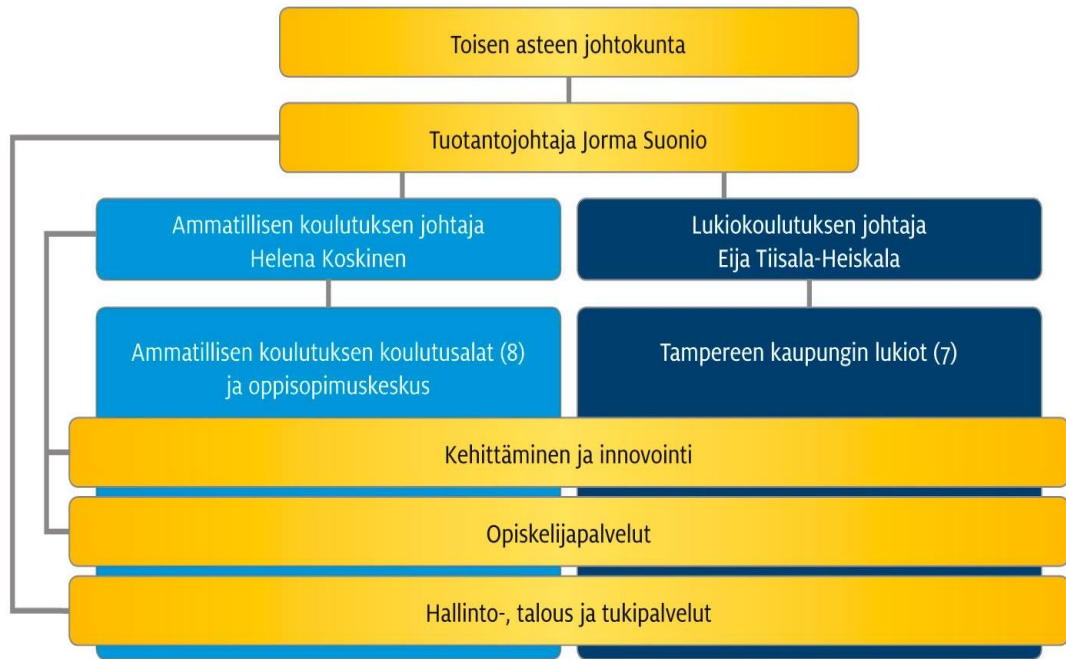 Toisen asteen johtokunta
Tuotantojohtaja Jorma Suonio
Ammatillisen koulutuksen johtaja
Helena Koskinen
Lukiokoulutuksen johtaja
Eija Tiisala-Heiskala
Ammatillisen koulutuksen koulutusalat (8)
ja oppisopimuskeskus
Tampereen kaupungin lukiot (7)
Kehittäminen ja innovointi
Opiskelijapalvelut
Hallinto-, talous ja tukipalvelut